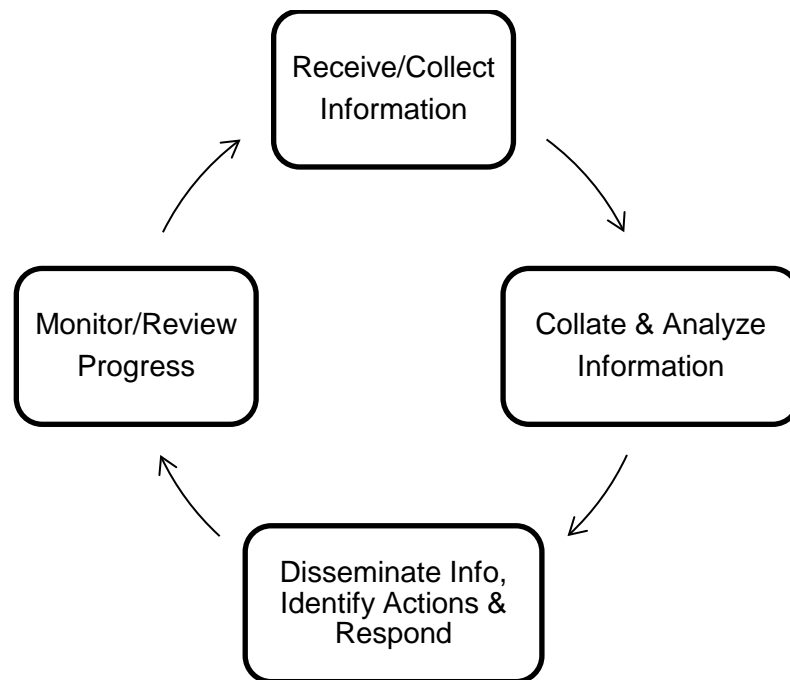 Receive/Collect
Information
Collate & Analyze
Information
Disseminate Info,
Identify Actions &
Respond
Monitor/Review
Progress